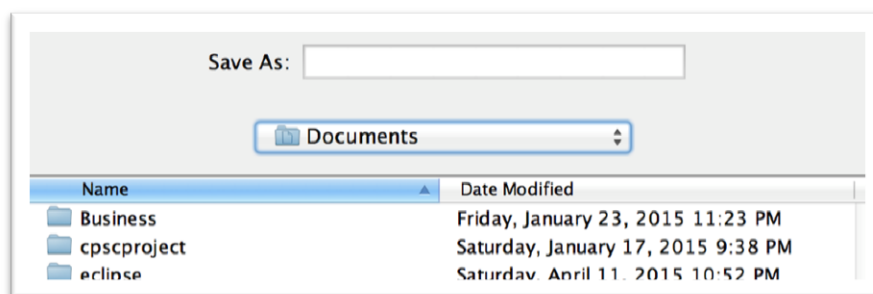 Save As:
Documents
Name Date Modified
Business Friday, January 23, 2015 11:23 PM
cpscproject Saturday, January 17, 2015 9:38 PM
eclipse Saturday, April 11, 2015 10:52 PM